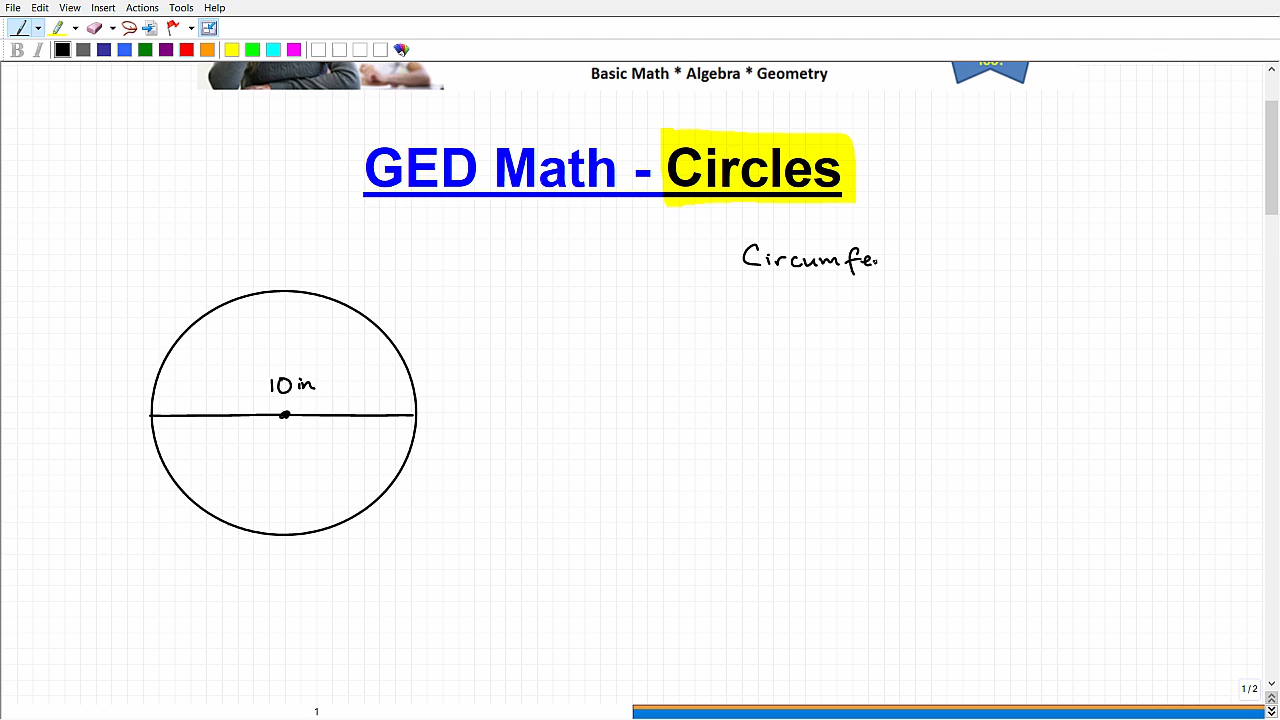 File Edit View Insert Actions Tools Help
B I
Basic Math * Algebra * Geometry
GED Math - Circles
Circumfe
10 in
1/2
1